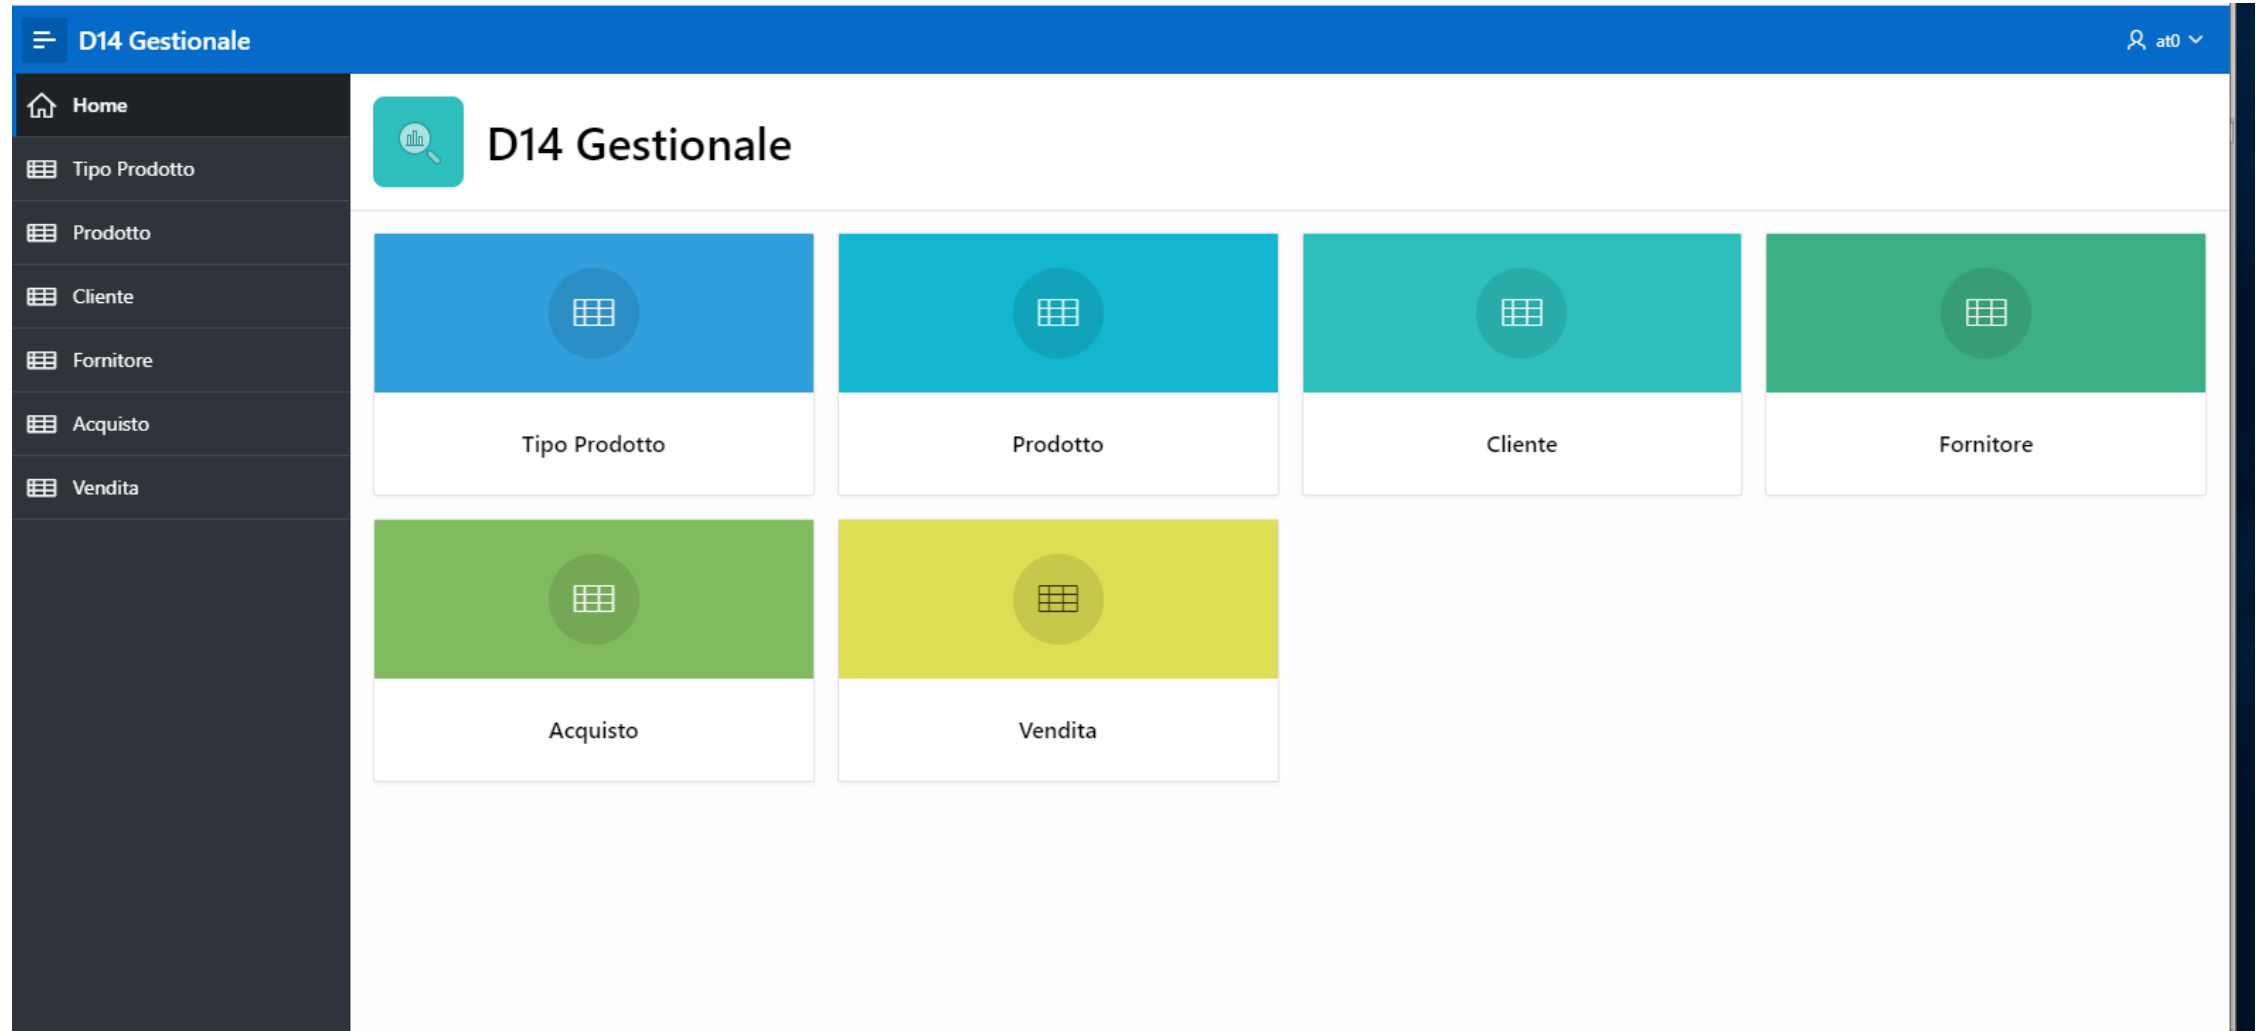 D14 Gestionale
at0
Home
Tipo Prodotto
Prodotto
Cliente
Fornitore
Acquisto
Vendita
D14 Gestionale
Tipo Prodotto
Prodotto
Cliente
Fornitore
Acquisto
Vendita